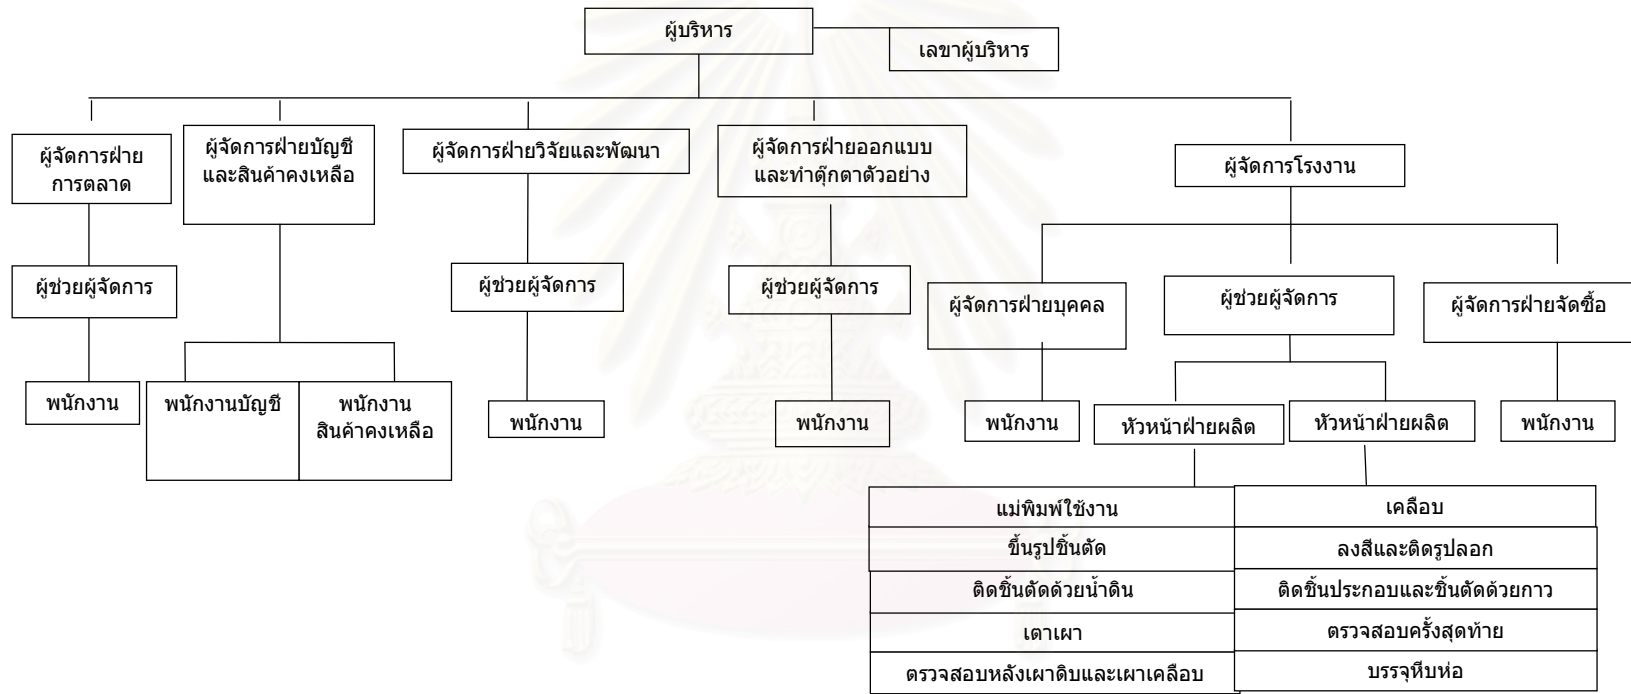 ผู้บริหาร
เลขาผู้บริหาร
ผู้จัดการฝ่าย
การตลาด
ผู้จัดการฝ่ายบัญชี
และสินค้าคงเหลือ
ผู้จัดการฝ่ายวิจัยและพัฒนา
ผู้จัดการฝ่ายออกแบบ
และทำตุ๊กตาตัวอย่าง
ผู้จัดการโรงงาน
ผู้ช่วยผู้จัดการ
ผู้ช่วยผู้จัดการ
ผู้ช่วยผู้จัดการ
ผู้จัดการฝ่ายบุคคล
ผู้ช่วยผู้จัดการ
ผู้จัดการฝ่ายจัดซื้อ
พนักงาน
พนักงานบัญชี
พนักงาน
สินค้าคงเหลือ
พนักงาน
พนักงาน
พนักงาน
หัวหน้าฝ่ายผลิต
หัวหน้าฝ่ายผลิต
พนักงาน
แม่พิมพ์ใช้งาน
ขึ้นรูปชิ้นตัด
ติดชิ้นตัดด้วยน้ำดิน
เตาเผา
ตรวจสอบหลังเผาดิบและเผาเคลือบ
เคลือบ
ลงสีและติดรูปลอก
ติดชิ้นประกอบและชิ้นตัดด้วยกาว
ตรวจสอบครั้งสุดท้าย
บรรจุหีบห่อ